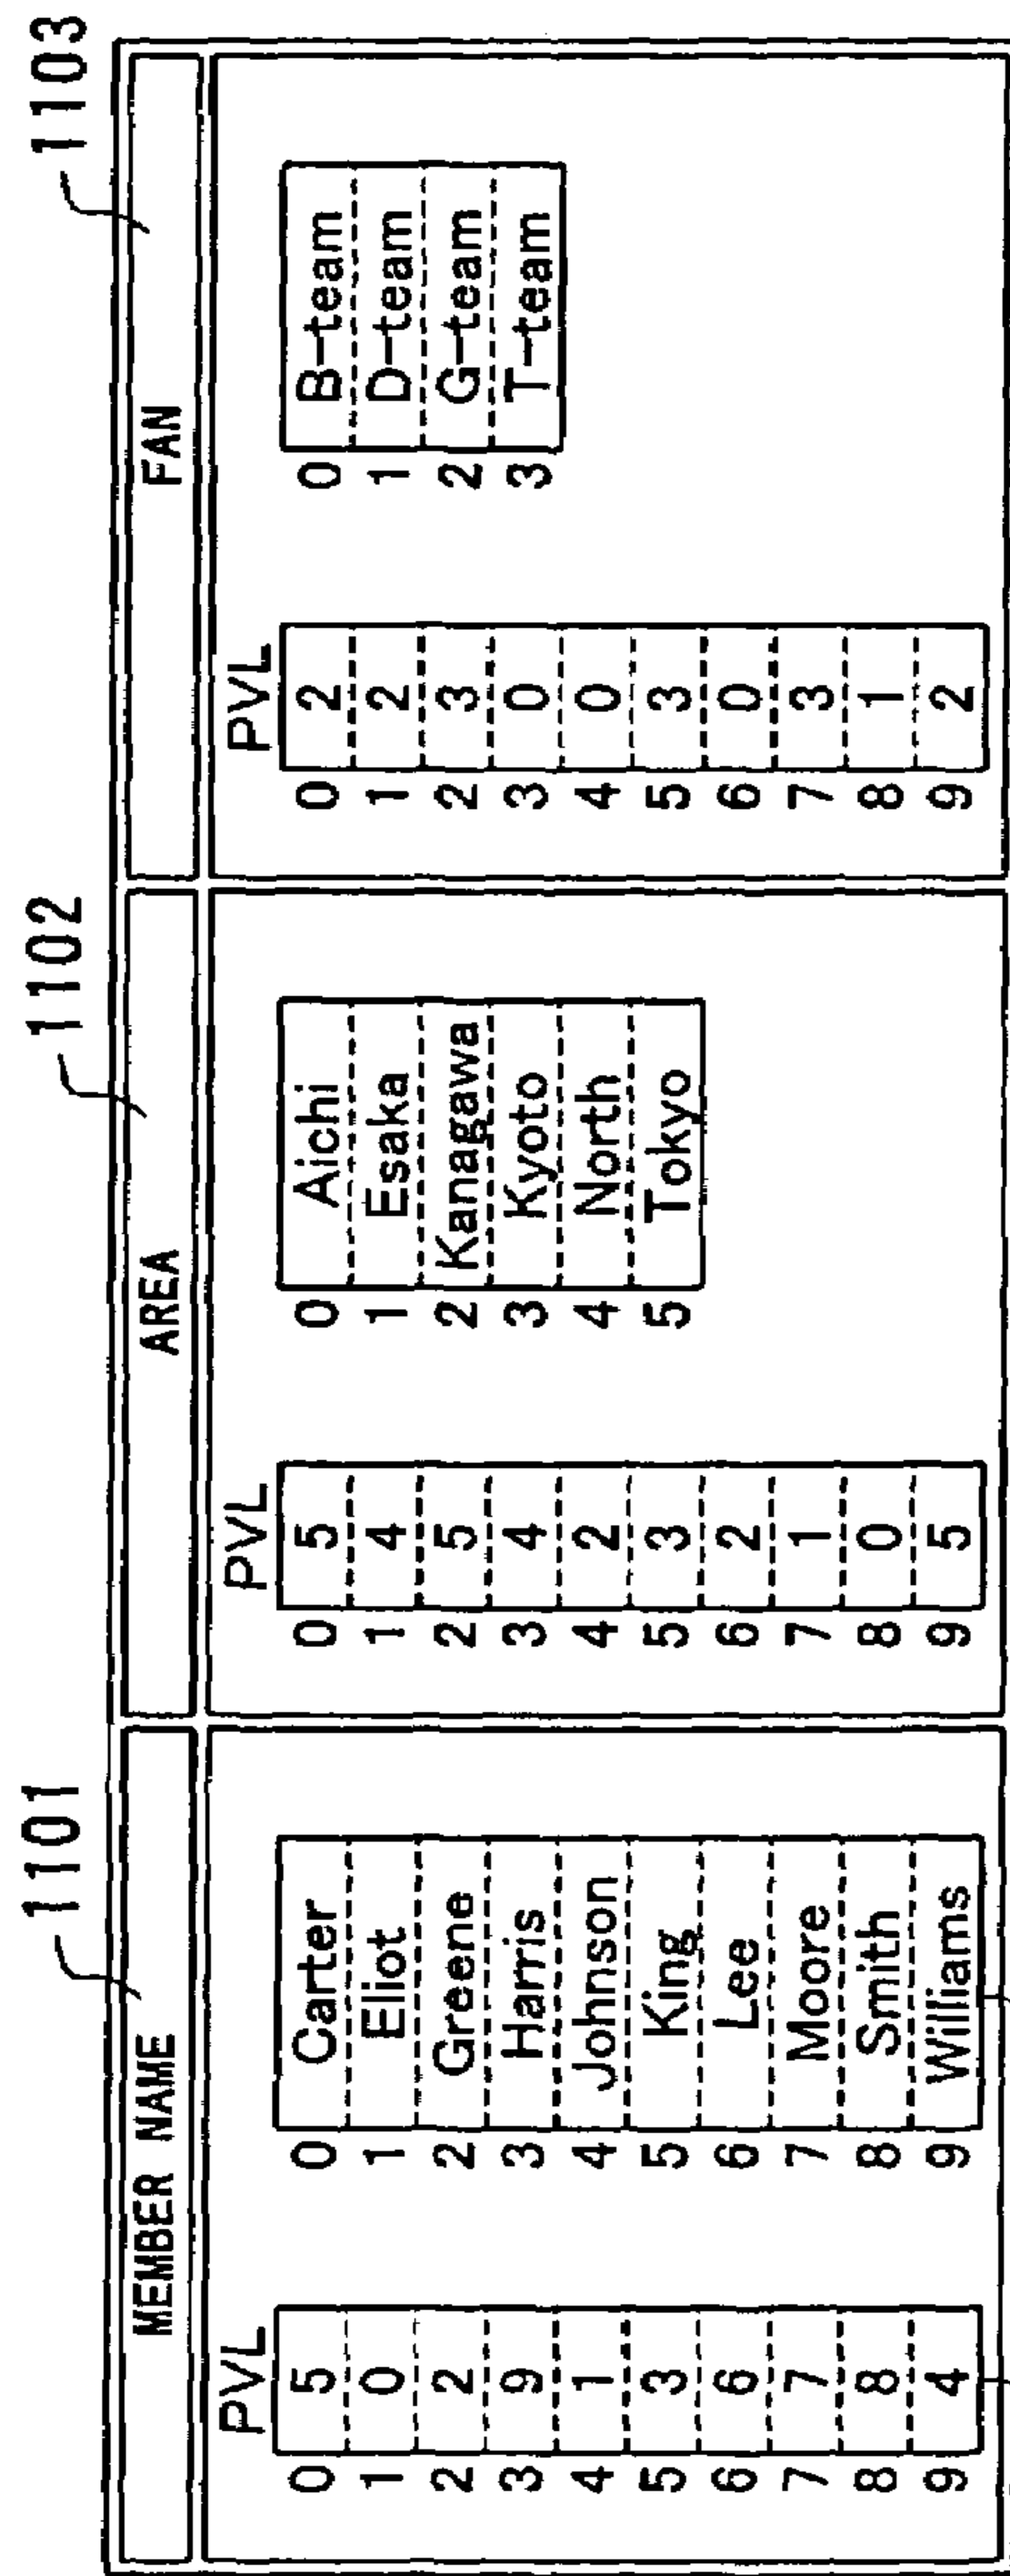 1101 1102 1103
MEMBER NAME AREA FAN
PVL PVL PVL
0 5 0 Carter 0 5 0 Aichi 0 2 0 B-team
1 0 1 Eliot 1 4 1 Esaka 1 2 1 D-team
2 2 2 Greene 2 5 2 Kanagawa 2 3 2 G-team
3 9 3 Harris 3 4 3 Kyoto 3 0 3 T-team
4 1 4 Johnson 4 2 4 North 4 0
5 3 5 King 5 3 5 Tokyo 5 3
6 6 6 Lee 6 2 6 0
7 7 7 Moore 7 1 7 3
8 8 8 Smith 8 0 8 1
9 4 9 Williams 9 5 9 2